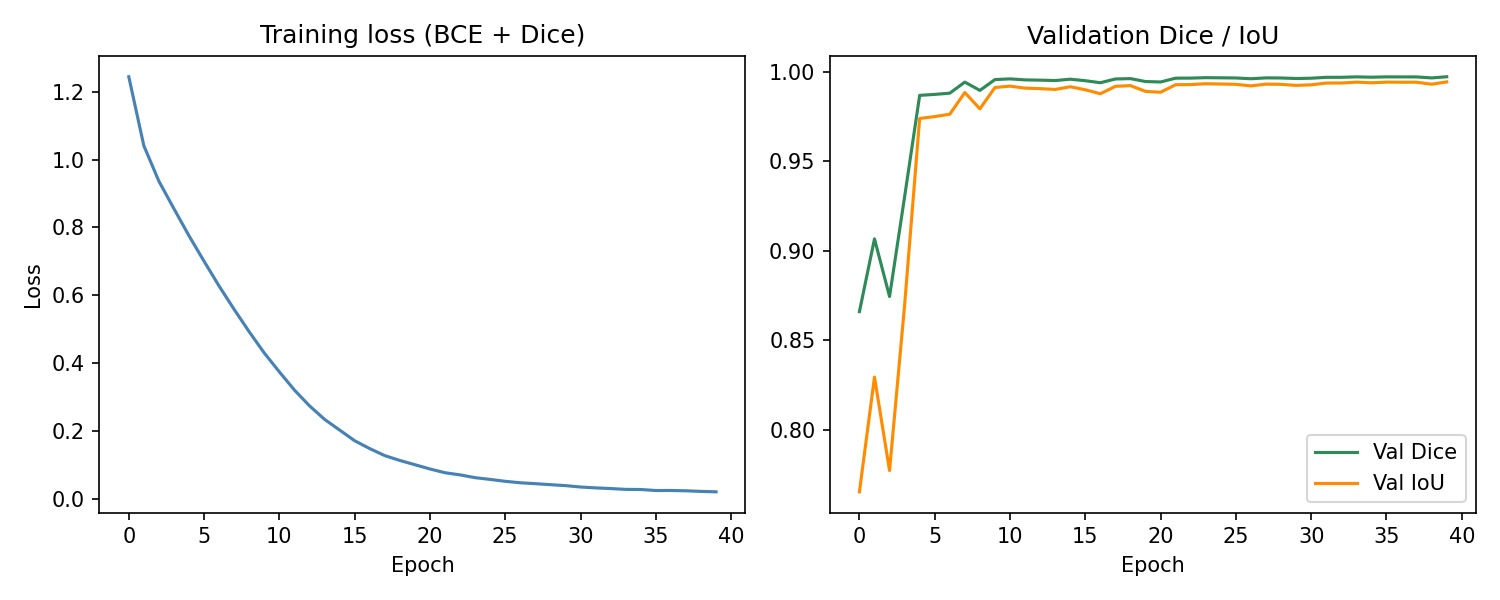 Training loss (BCE + Dice)
1.2
1.0
0.8
0.6
0.4
0.2
0.0
Loss
0 5 10 15 20 25 30 35 40
Epoch
Validation Dice / IoU
1.00
0.95
0.90
0.85
0.80
Val Dice
Val IoU
0 5 10 15 20 25 30 35 40
Epoch